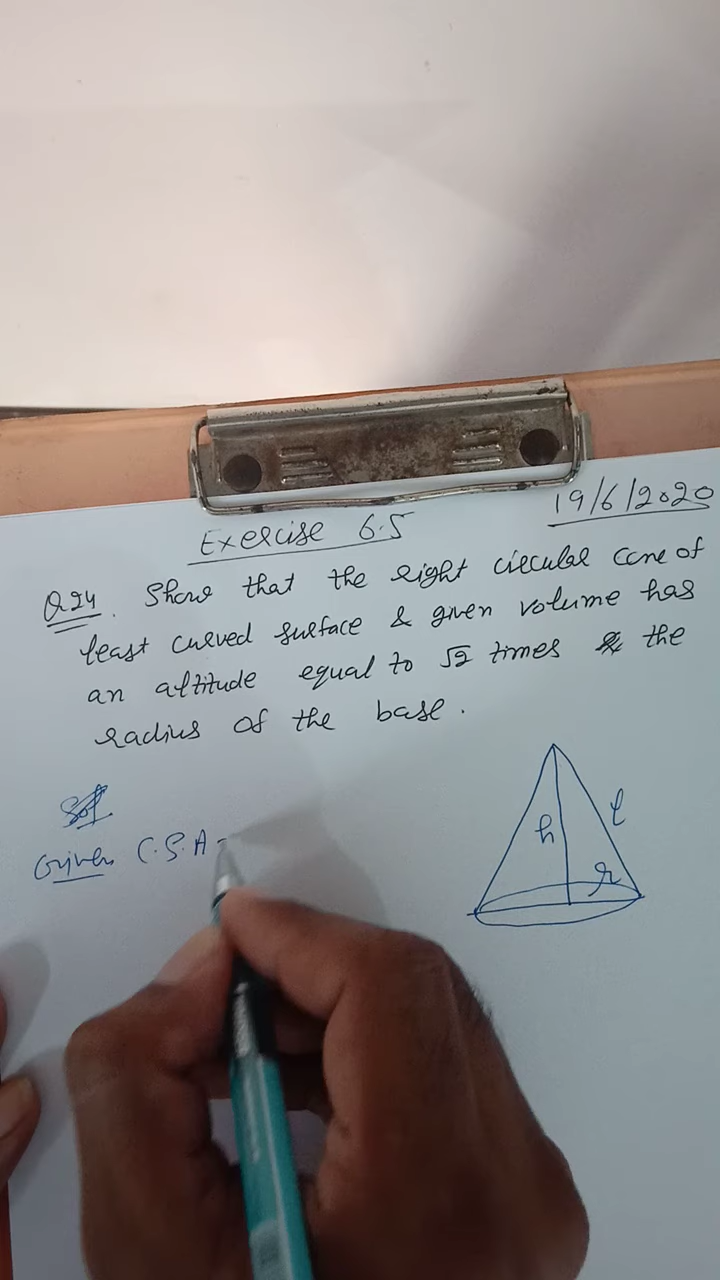 19/6/2020
Exercise 6.5
Q.24. Show that the right circular cone of
least curved surface & given volume has
an altitude equal to √2 times the
radius of the base.
Sol
Given C.S.A -
h
l
r